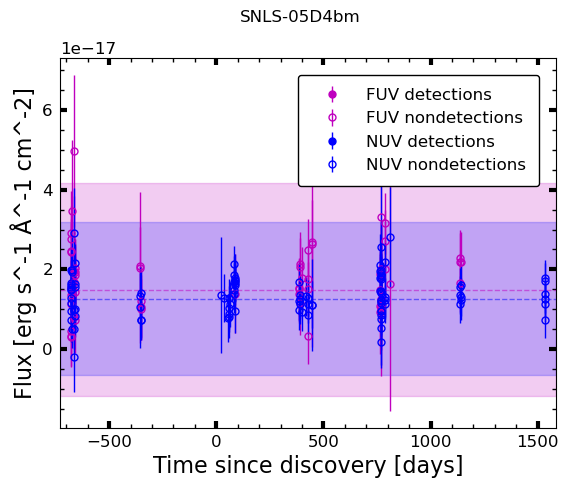 SNLS-05D4bm
1e−17
FUV detections
FUV nondetections
NUV detections
NUV nondetections
6
4
2
0
Flux [erg s^-1 Å^-1 cm^-2]
−500 0 500 1000 1500
Time since discovery [days]